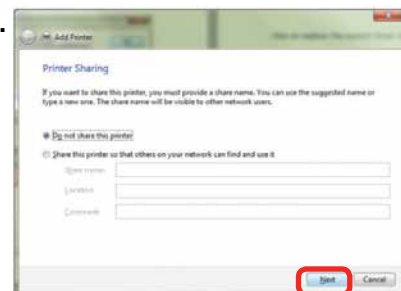 Add Printer
Printer Sharing
If you want to share this printer, you must provide a share name. You can use the suggested name or
type a new one. The share name will be visible to other network users.
Do not share this printer
Share this printer so that others on your network can find and use it
Share name:
Location:
Comment:
Next Cancel